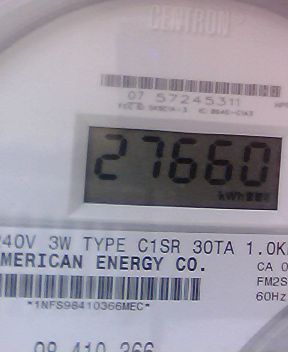 CENTRON
07 57245311
27660
kWh
240V 3W TYPE C1SR 30TA 1.0K
AMERICAN ENERGY CO.
CA 0
FM2S
*1NFS98410366MEC*
60Hz
98 410 366